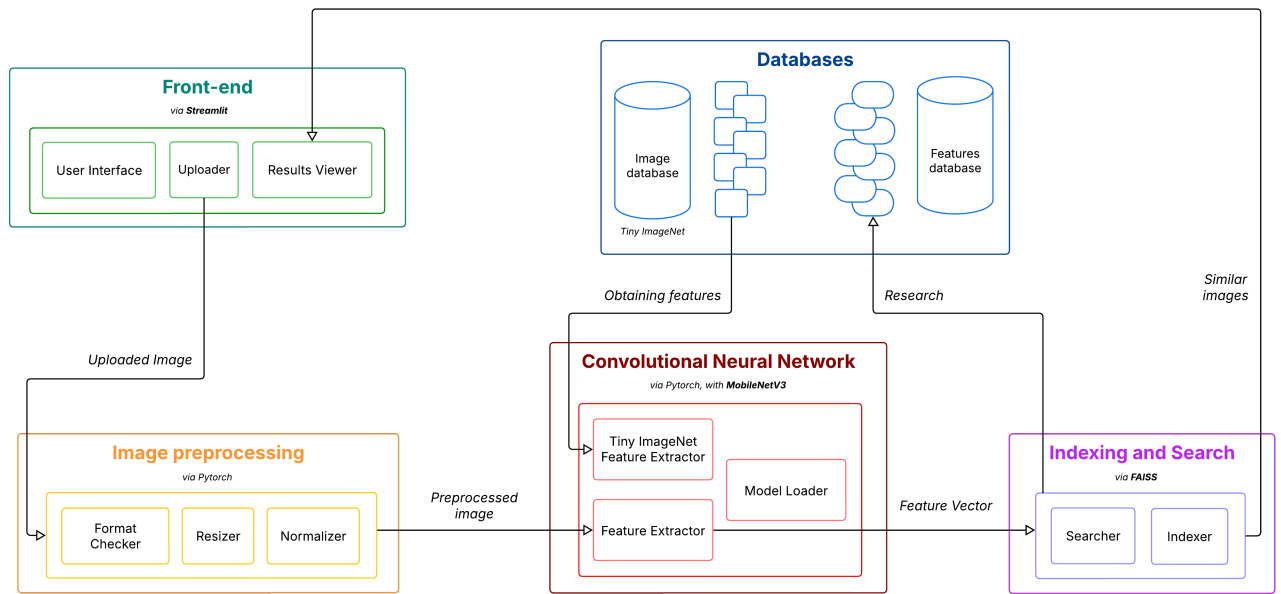 Front-end
via Streamlit
User Interface
Uploader
Results Viewer
Databases
Image
database
Tiny ImageNet
Features
database
Similar
images
Obtaining features
Research
Uploaded Image
Image preprocessing
via Pytorch
Format
Checker
Resizer
Normalizer
Preprocessed
image
Convolutional Neural Network
via Pytorch, with MobileNetV3
Tiny ImageNet
Feature Extractor
Model Loader
Feature Extractor
Feature Vector
Indexing and Search
via FAISS
Searcher
Indexer